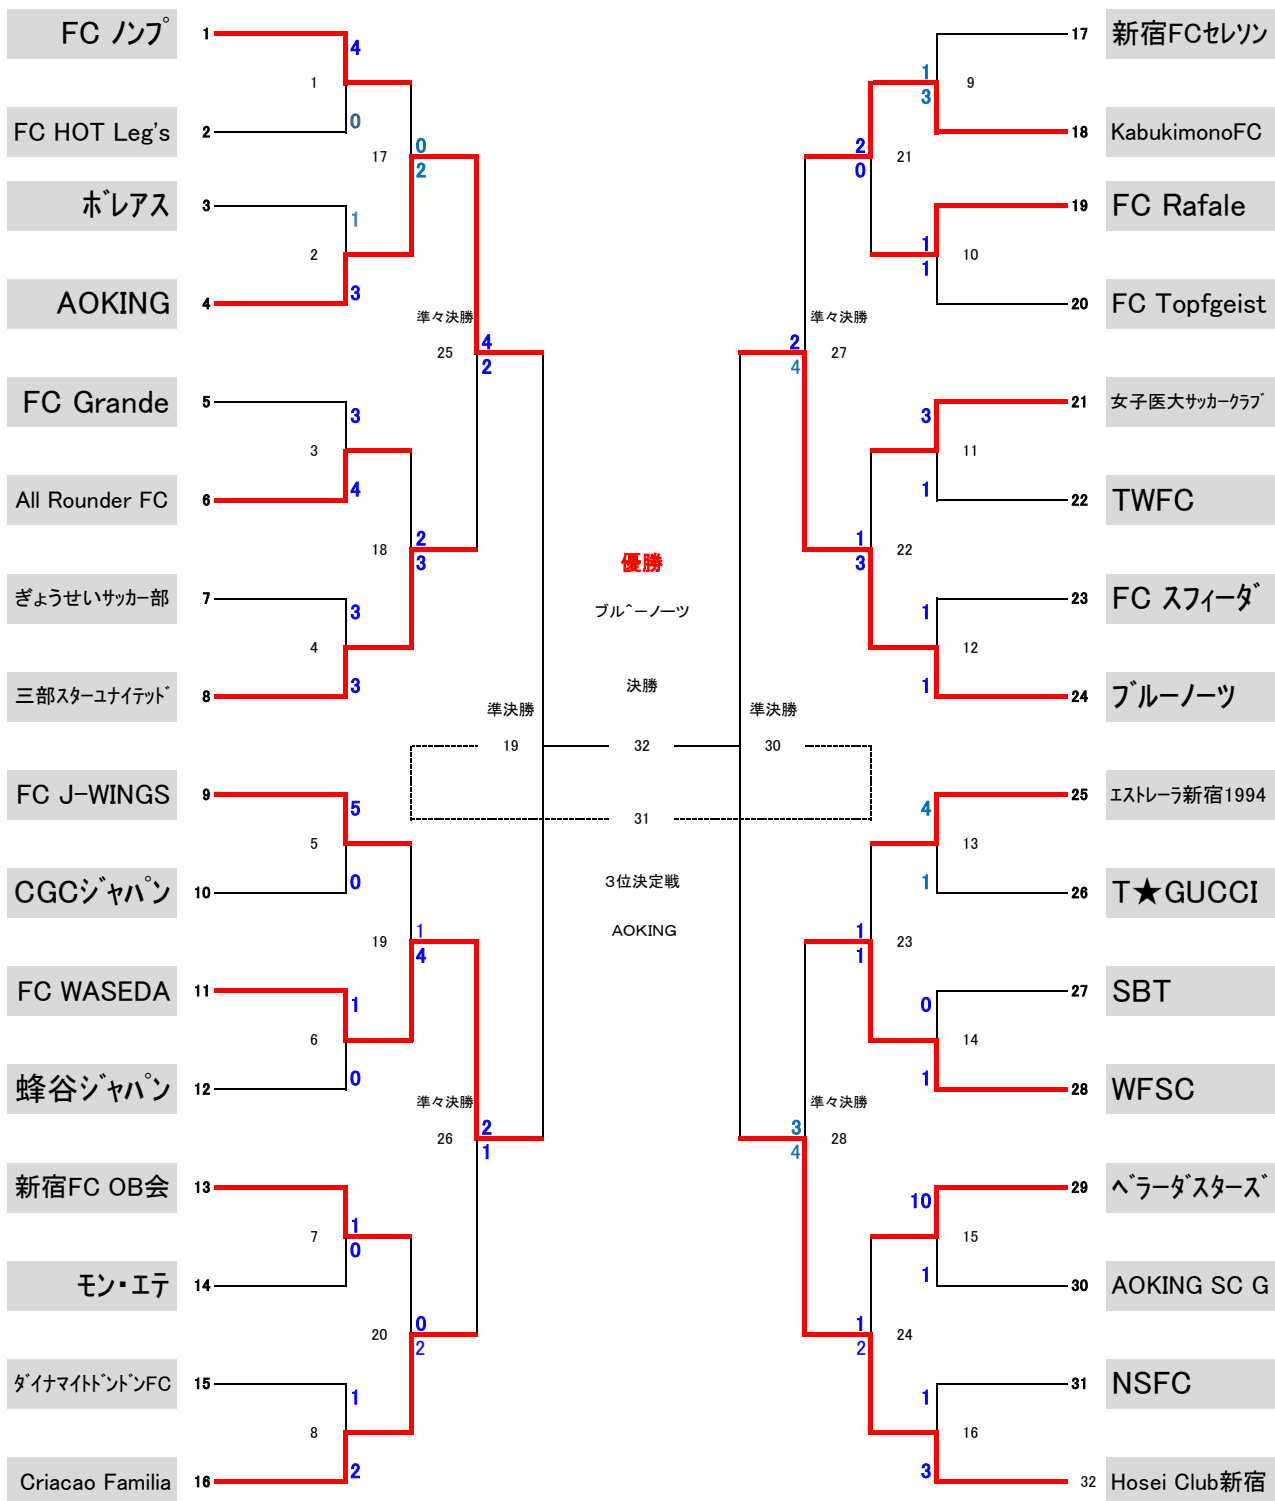 FC ノンプ 1
4
1
0
FC HOT Leg's 2
17
0
2
ボレアス 3
1
2
3
AOKING 4
準々決勝
25
4
2
FC Grande 5
3
3
4
All Rounder FC 6
18
2
3
ぎょうせいサッカー部 7
3
4
3
三部スターユナイテッド 8
準決勝
19
FC J-WINGS 9
5
5
0
CGCジャパン 10
19
1
4
FC WASEDA 11
1
6
0
蜂谷ジャパン 12
準々決勝
26
2
1
新宿FC OB会 13
1
7
0
モン・エテ 14
20
0
2
ダイナマイトドンドンFC 15
1
8
2
Criacao Familia 16
優勝
ブル^ーノーツ
決勝
32
31
3位決定戦
AOKING
17 新宿FCセレソン
1
9
3
18 KabukimonoFC
2
21
0
19 FC Rafale
1
10
1
20 FC Topfgeist
準々決勝
2
27
4
21 女子医大サッカークラブ
3
11
1
22 TWFC
1
22
3
23 FC スフィーダ
1
12
1
24 ブルーノーツ
準決勝
30
25 エストレーラ新宿1994
4
13
1
26 T★GUCCI
1
23
1
27 SBT
0
14
1
28 WFSC
準々決勝
3
28
4
29 ベラーダスターズ
10
15
1
30 AOKING SC G
1
24
2
31 NSFC
1
16
3
32 Hosei Club新宿